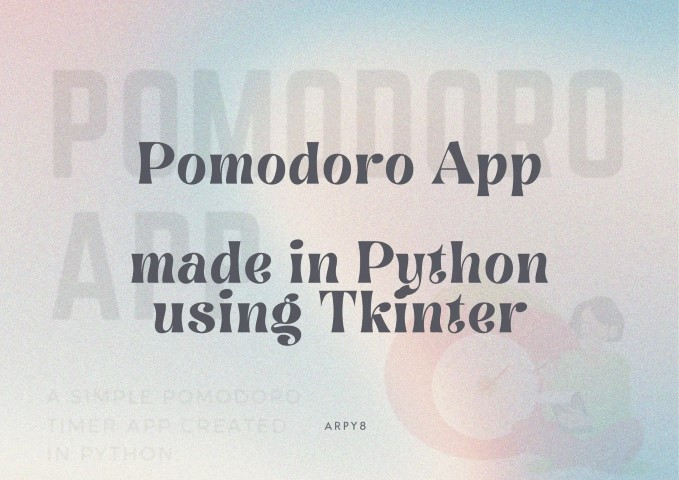 POMODORO
APP
Pomodoro App
made in Python
using Tkinter
A SIMPLE POMODORO
TIMER APP CREATED
IN PYTHON
ARPY8